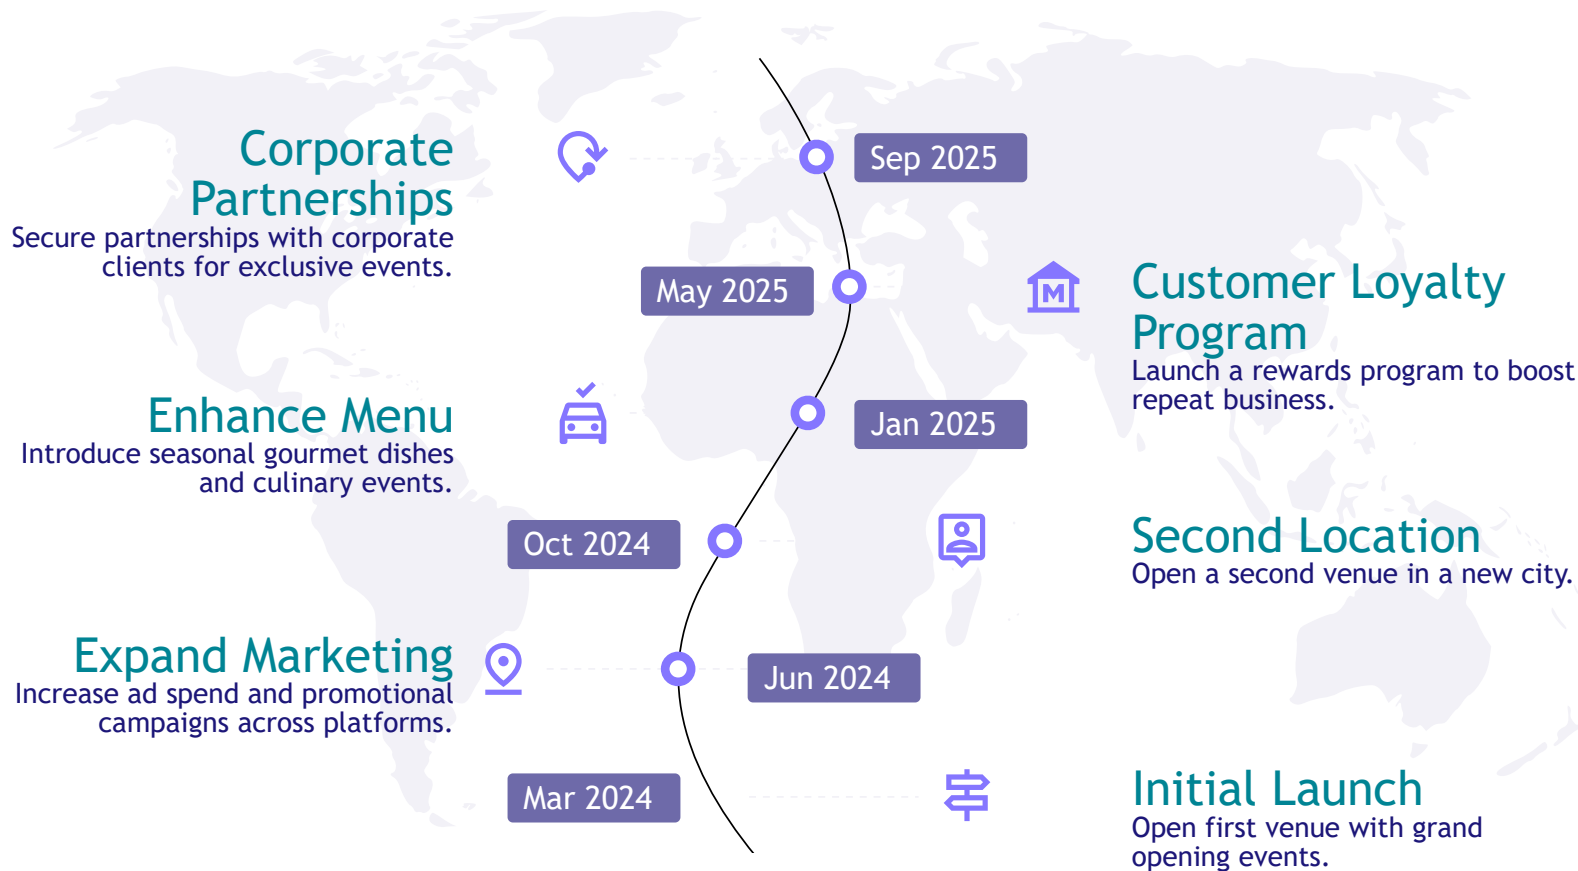 Corporate
Partnerships
Secure partnerships with corporate
clients for exclusive events.
Sep 2025
May 2025
Customer Loyalty
Program
Launch a rewards program to boost
repeat business.
Enhance Menu
Introduce seasonal gourmet dishes
and culinary events.
Jan 2025
Oct 2024
Second Location
Open a second venue in a new city.
Expand Marketing
Increase ad spend and promotional
campaigns across platforms.
Jun 2024
Mar 2024
Initial Launch
Open first venue with grand
opening events.